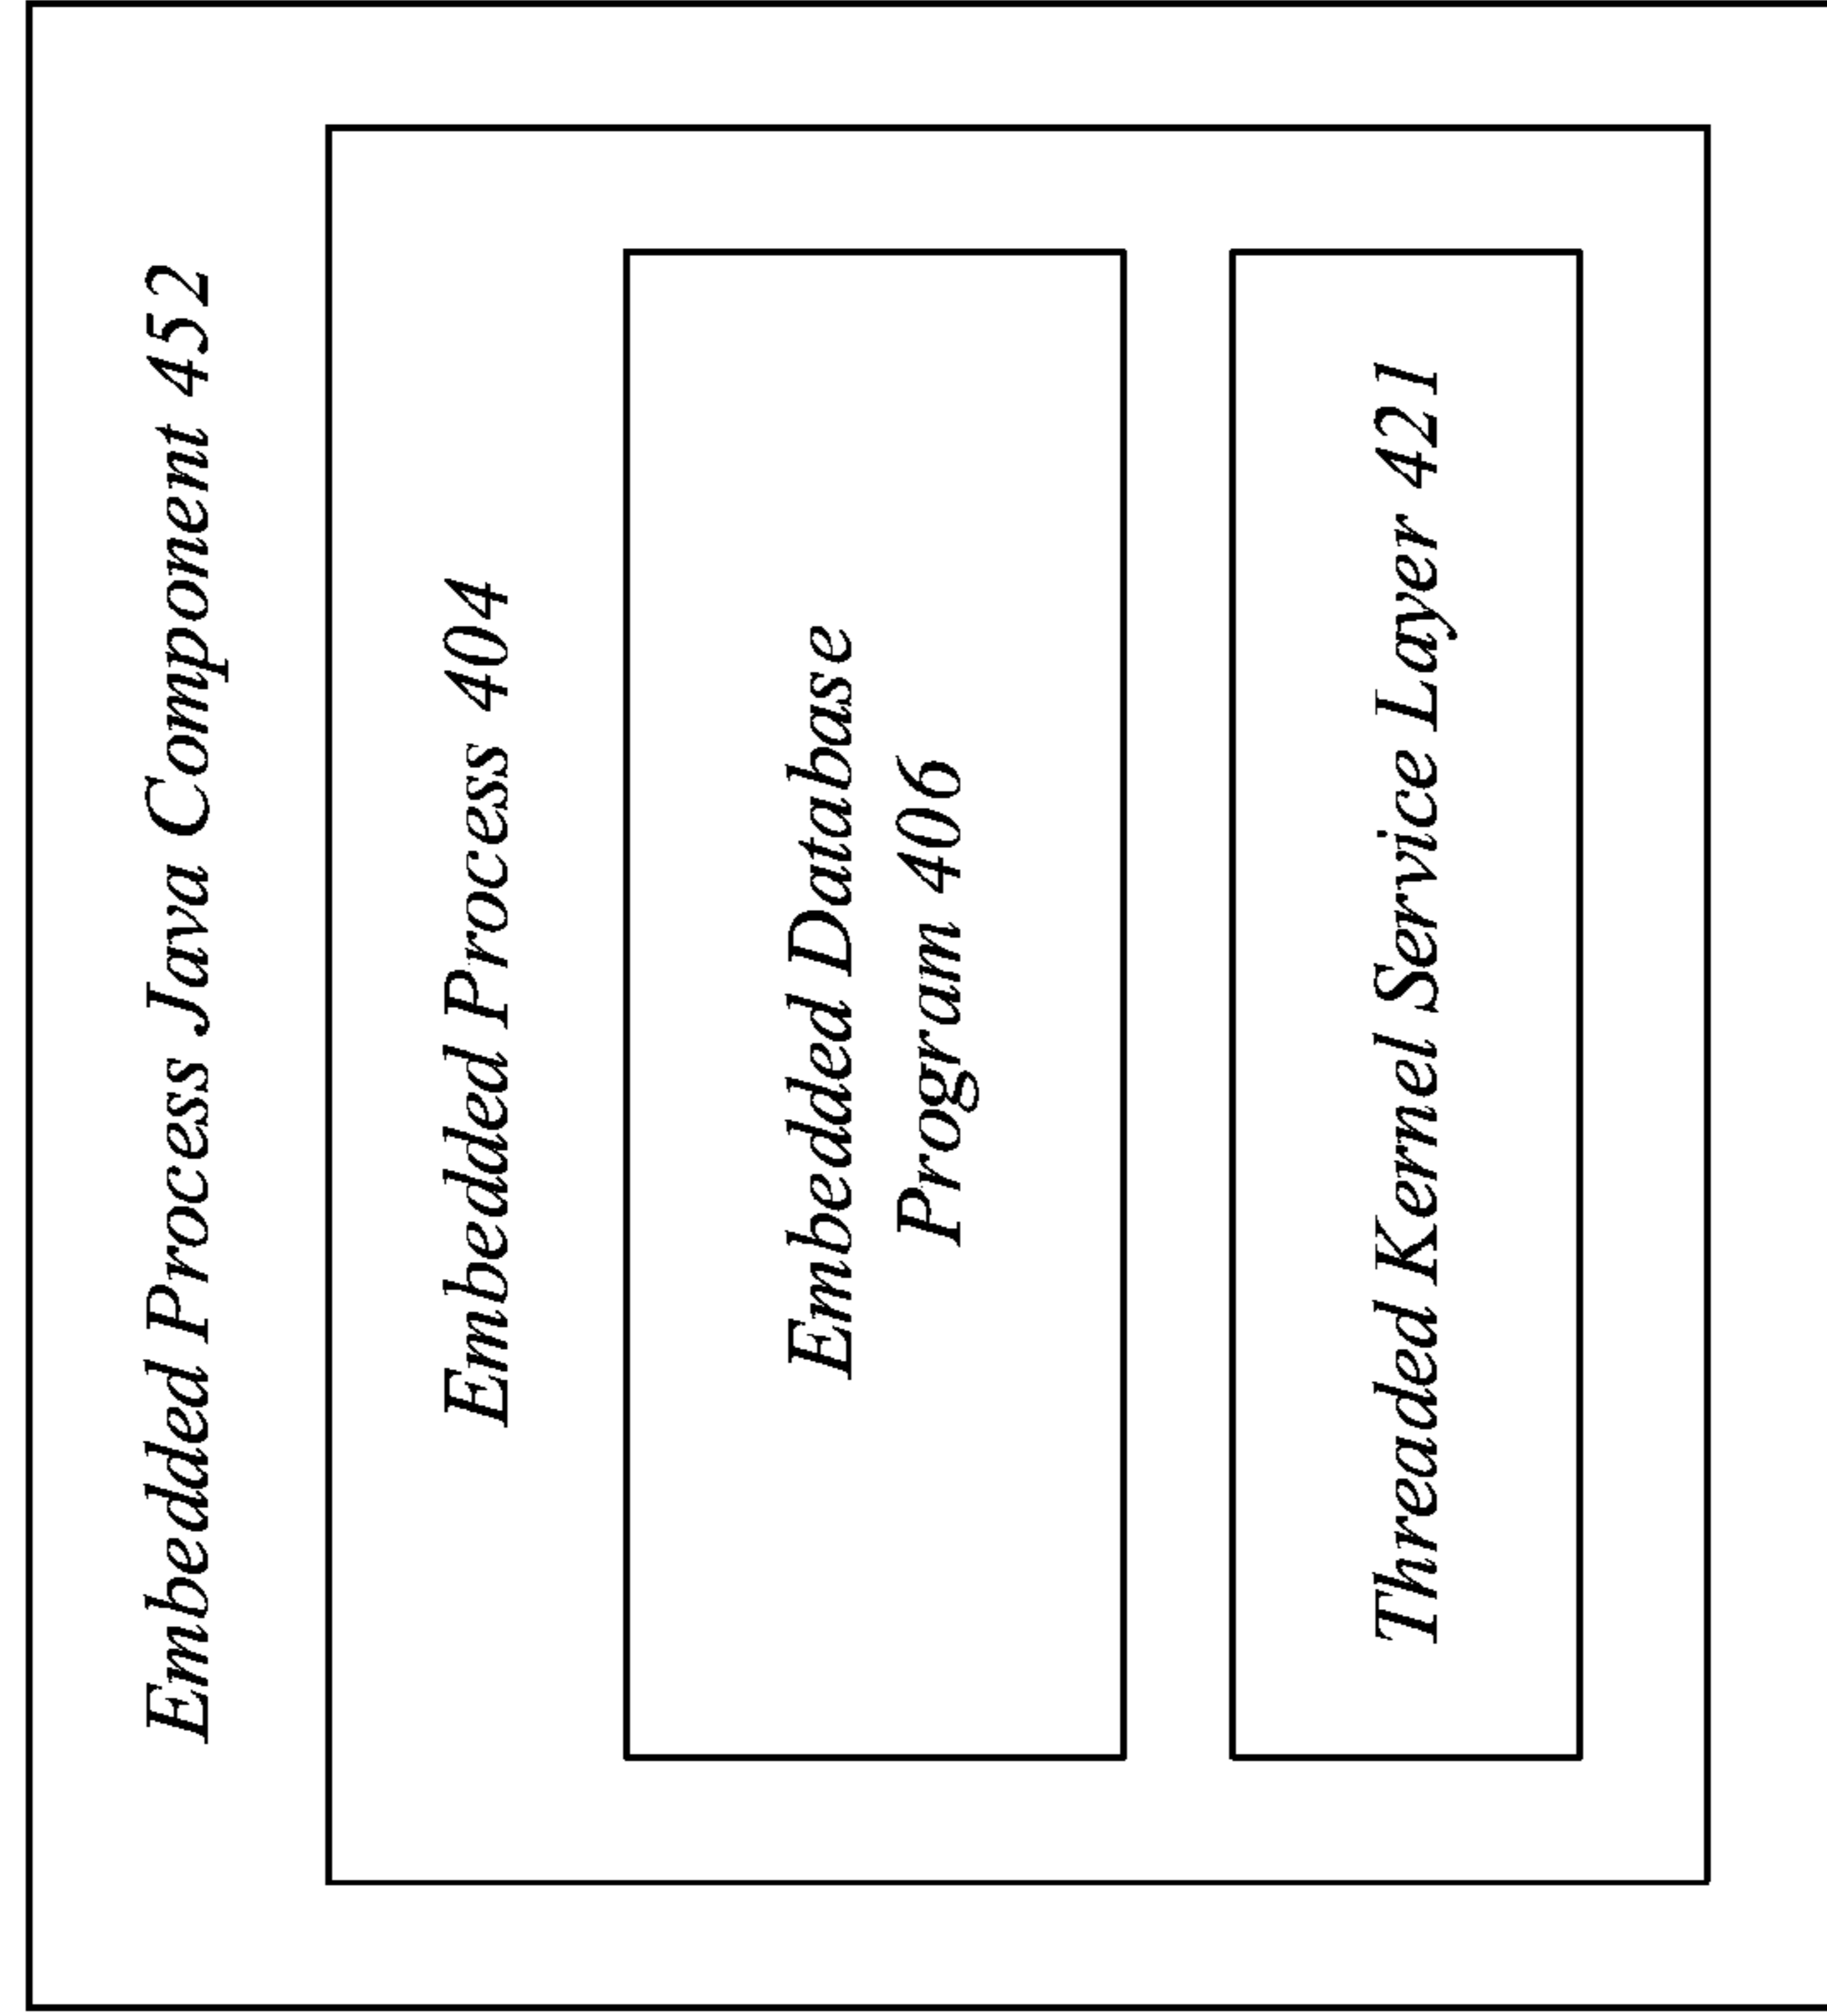 Embedded Process Java Component 452
Embedded Process 404
Embedded Database
Program 406
Threaded Kernel Service Layer 421